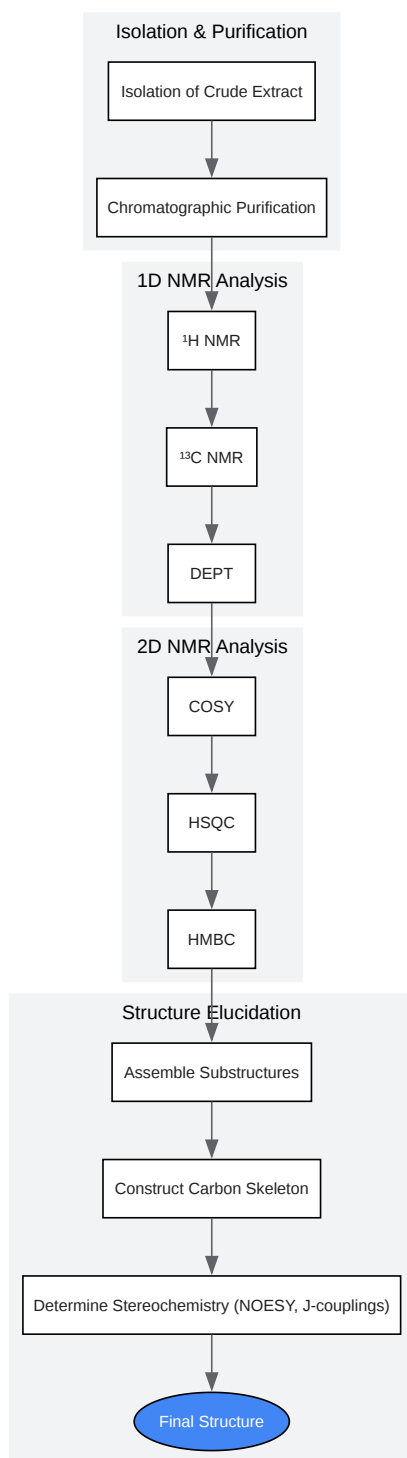 Isolation & Purification
Isolation of Crude Extract
Chromatographic Purification
1D NMR Analysis
¹H NMR
¹³C NMR
DEPT
2D NMR Analysis
COSY
HSQC
HMBC
Structure Elucidation
Assemble Substructures
Construct Carbon Skeleton
Determine Stereochemistry (NOESY, J-couplings)
Final Structure